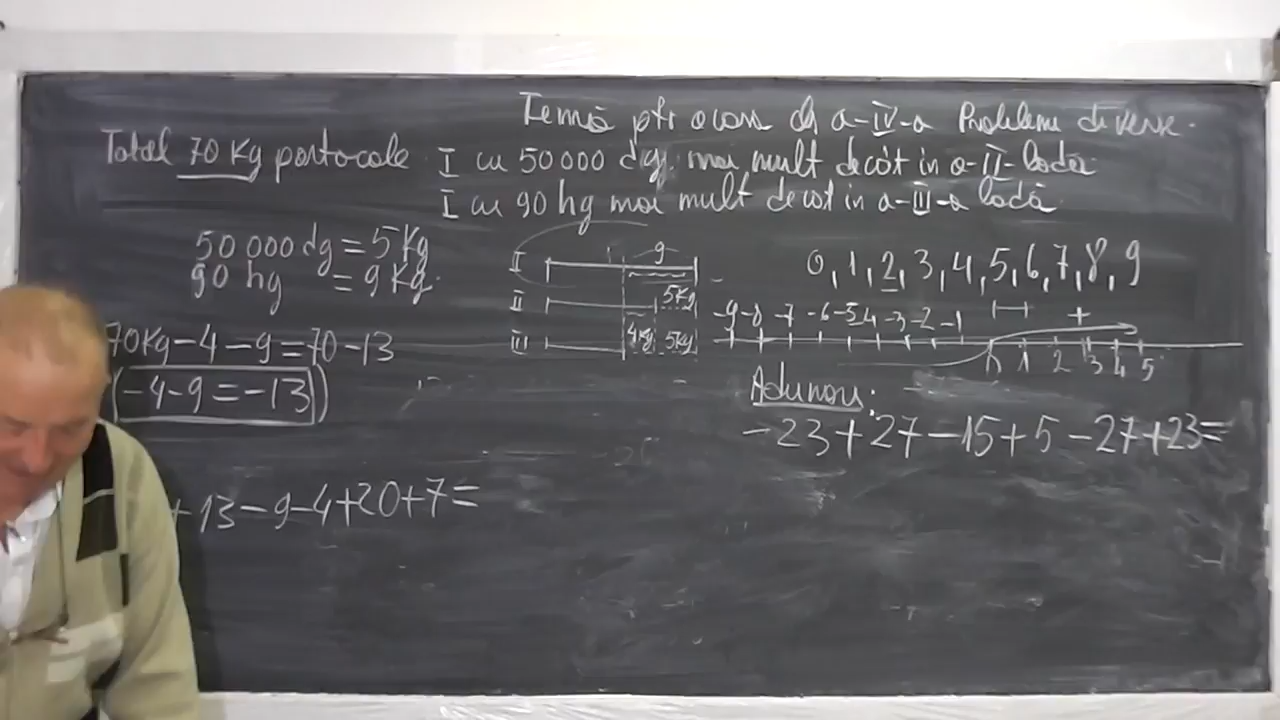 Temă ptr acasă cls a-IV-a Probleme diverse.
Total 70 Kg portocale I cu 50 000 dg. mai mult decât în a-II-a ladă
I cu 90 hg mai mult decât în a-III-a ladă
50 000 dg = 5 Kg
90 hg = 9 Kg.
I 9
II 5Kg
III 4Kg 5Kg
70Kg - 4 - 9 = 70 - 13
(-4 - 9 = -13)
+ 13 - 9 - 4 + 20 + 7 =
0, 1, 2, 3, 4, 5, 6, 7, 8, 9
-9 -8 -7 -6 -5 -4 -3 -2 -1 +
0 1 2 3 4 5
Adunare:
-23 + 27 - 15 + 5 - 27 + 23 =